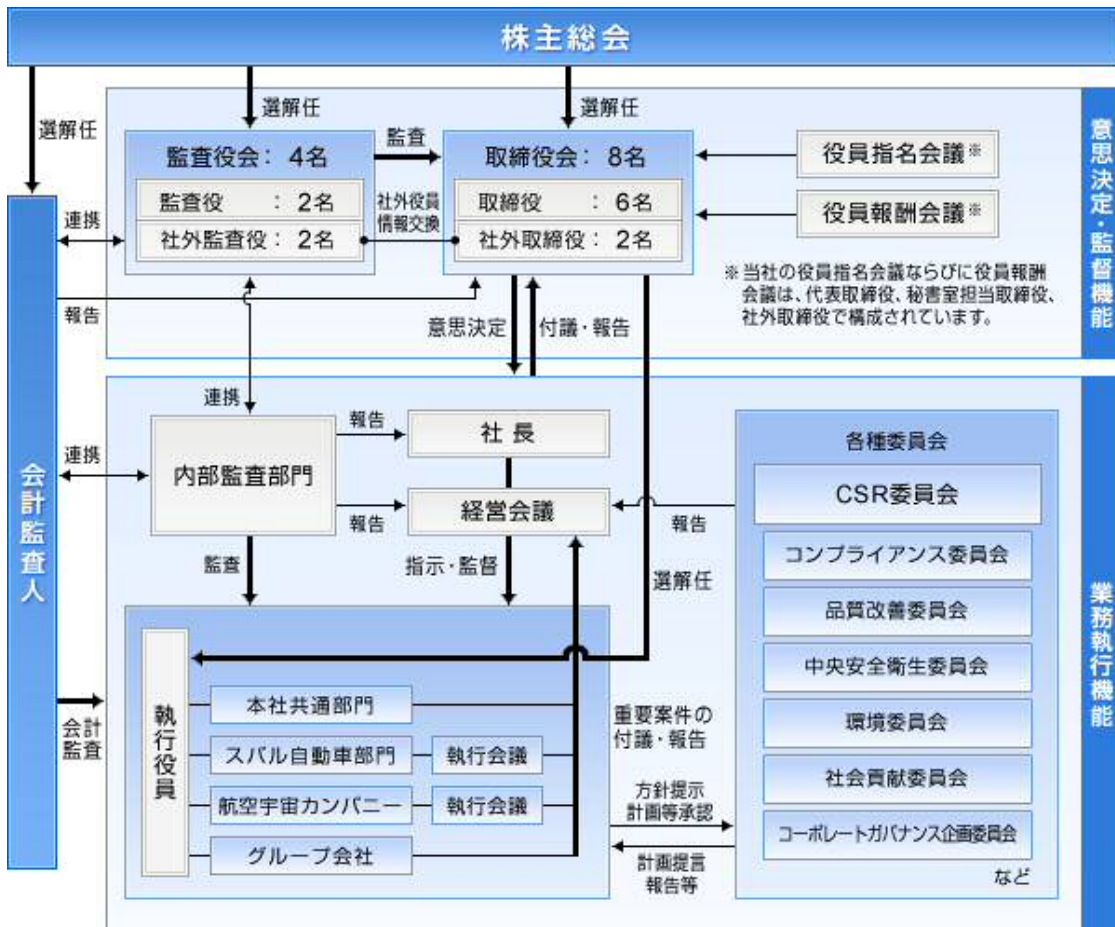 株主総会
選解任
選解任
選解任
監査役会： 4名
監査役　： 2名
社外監査役： 2名
監査
社外役員
情報交換
取締役会： 8名
取締役　： 6名
社外取締役： 2名
役員指名会議※
役員報酬会議※
※当社の役員指名会議ならびに役員報酬
会議は、代表取締役、秘書室担当取締役、
社外取締役で構成されています。
意思決定・監督機能
連携
報告
意思決定
付議・報告
連携
会計監査人
連携
内部監査部門
報告
社 長
報告
経営会議
監査
指示・監督
選解任
報告
各種委員会
CSR委員会
コンプライアンス委員会
品質改善委員会
中央安全衛生委員会
環境委員会
社会貢献委員会
コーポレートガバナンス企画委員会
など
業務執行機能
会計
監査
執行役員
本社共通部門
スバル自動車部門
執行会議
航空宇宙カンパニー
執行会議
グループ会社
重要案件の
付議・報告
方針提示
計画等承認
計画提言
報告等